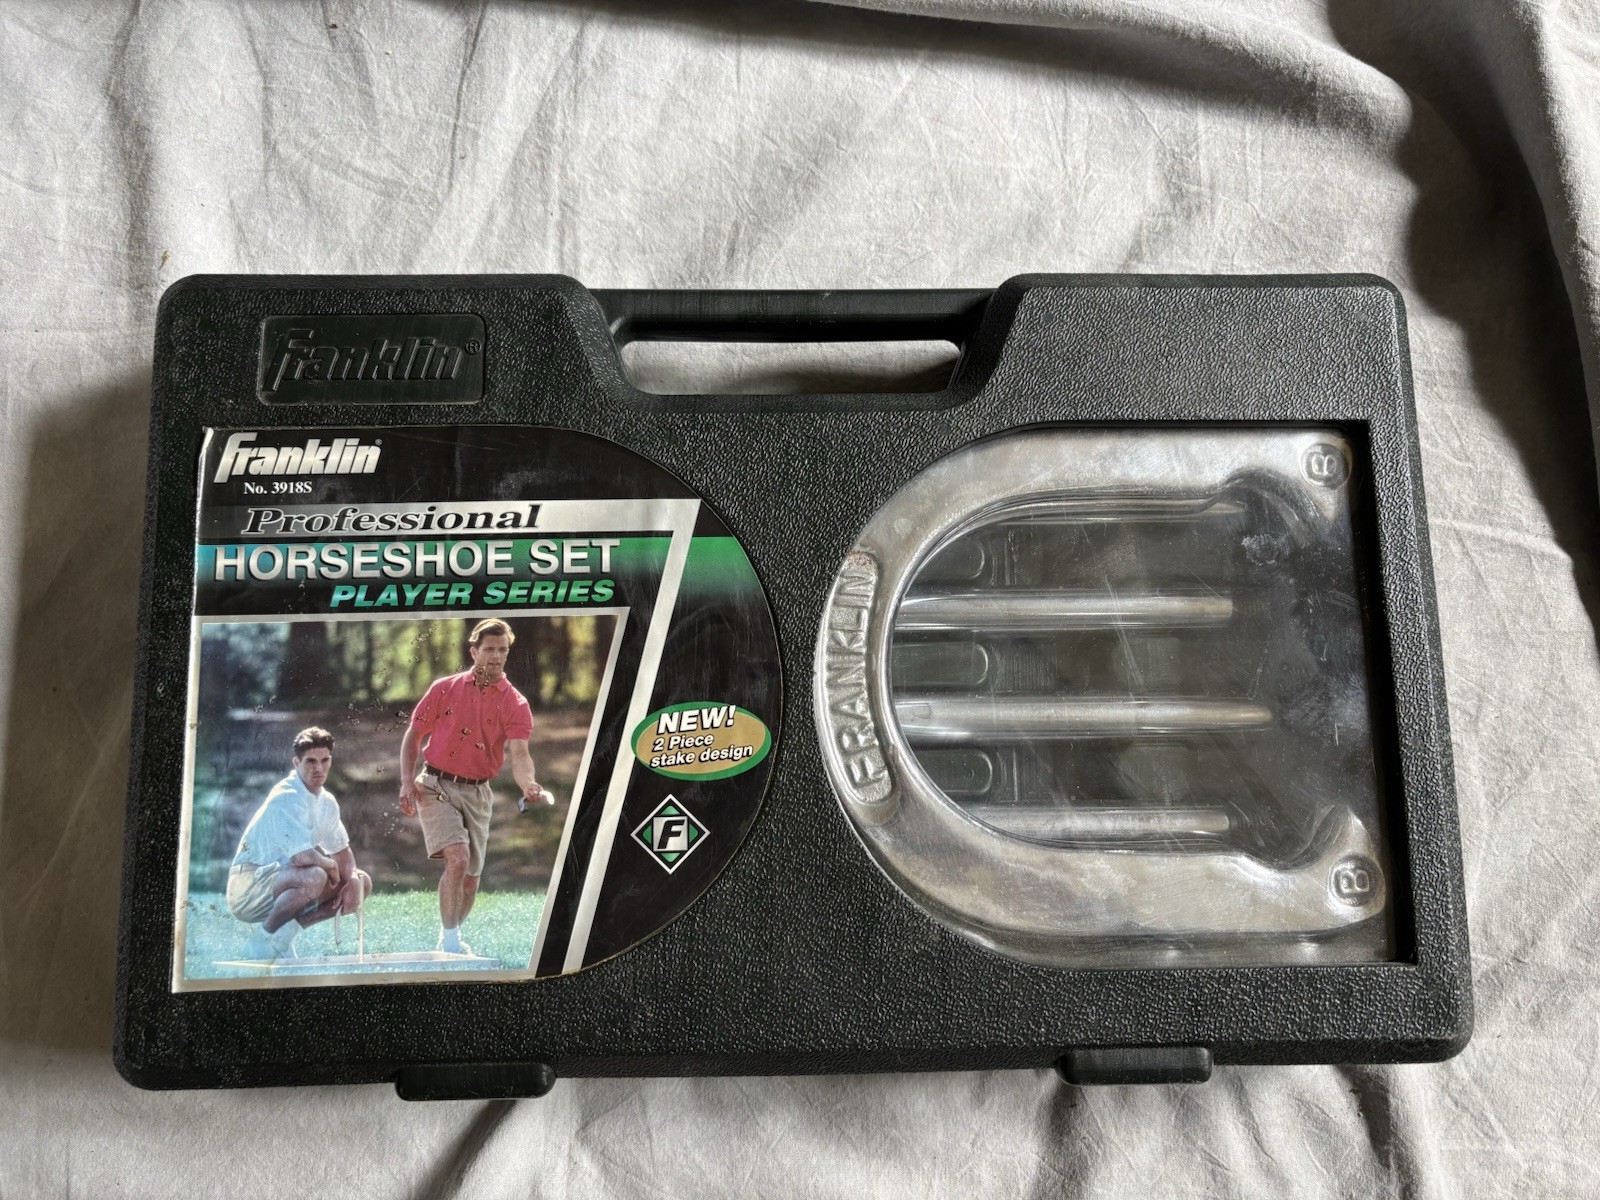 Franklin®
Franklin®
No. 3918S
Professional
HORSESHOE SET
PLAYER SERIES
NEW!
2 Piece
stake design
F
FRANKLIN
B
B